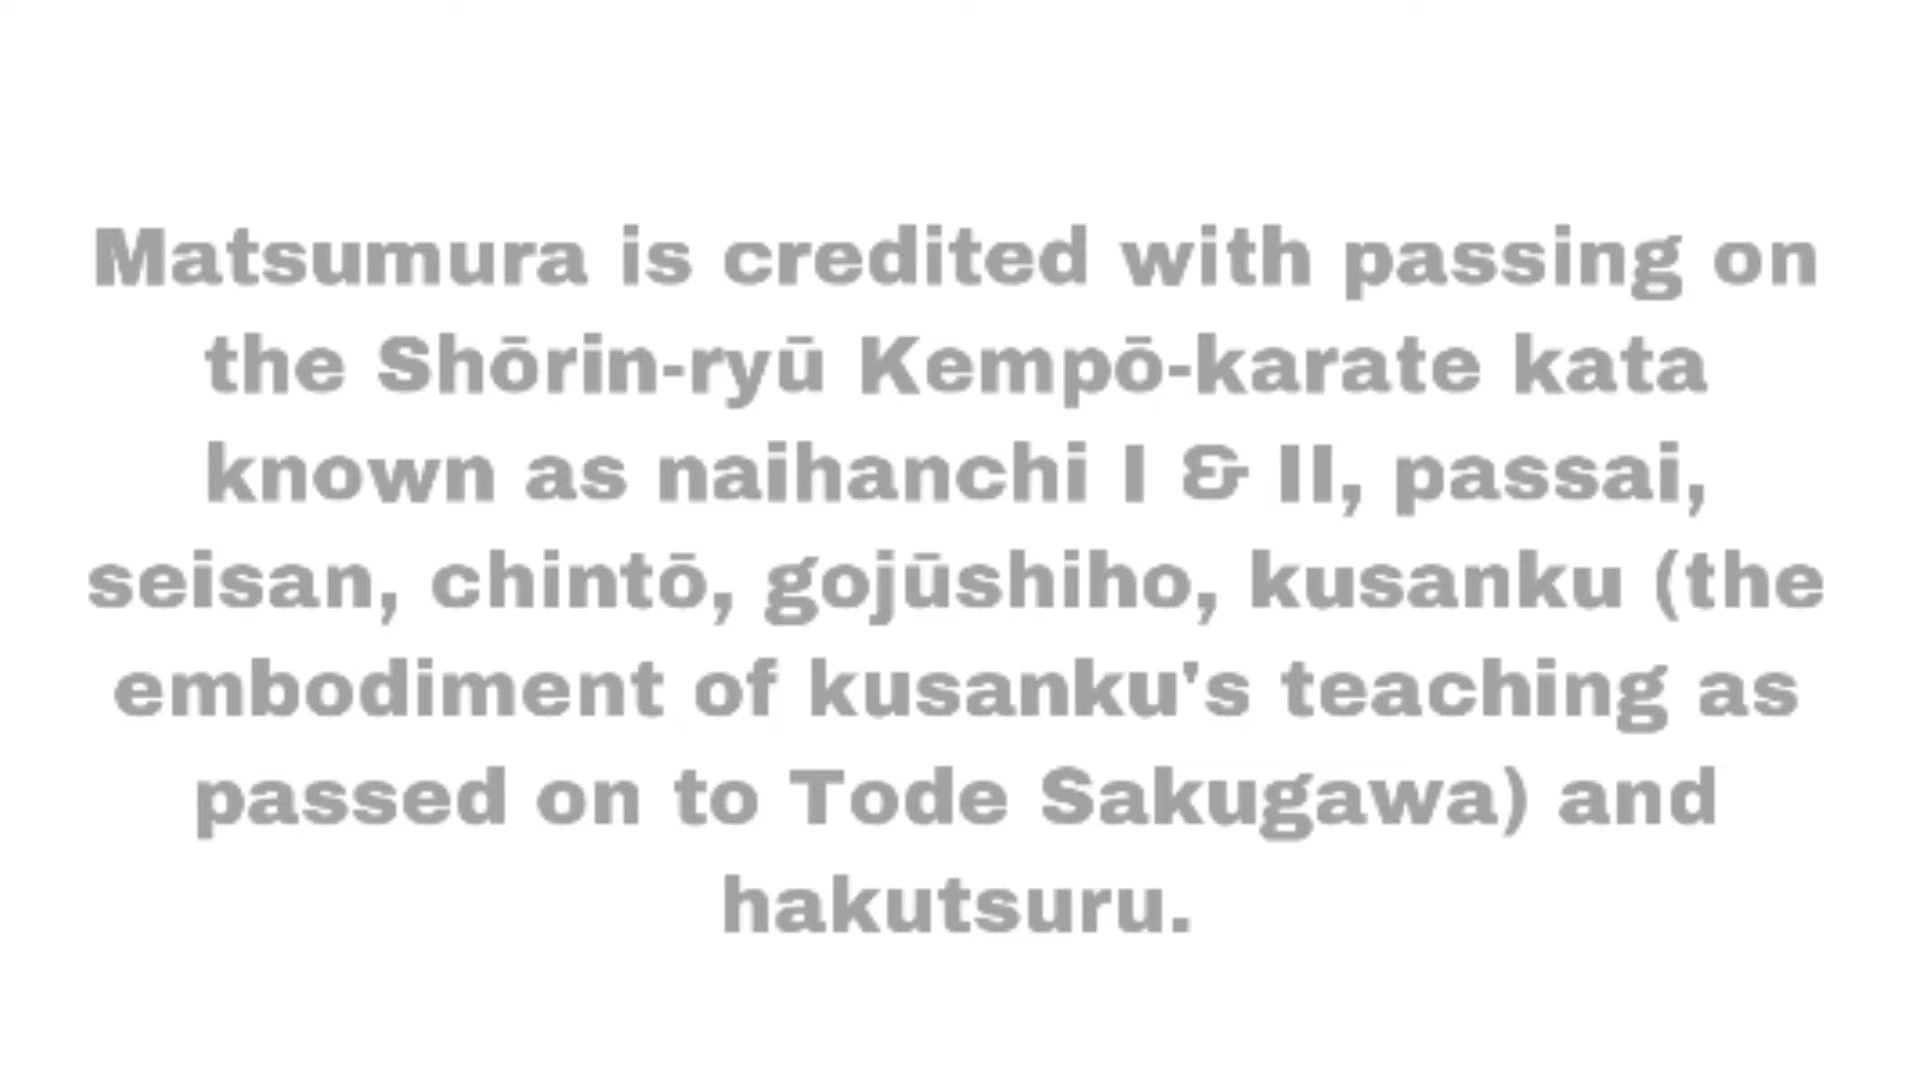 Matsumura is credited with passing on
the Shōrin-ryū Kempō-karate kata
known as naihanchi I & II, passai,
seisan, chintō, gojūshiho, kusanku (the
embodiment of kusanku's teaching as
passed on to Tode Sakugawa) and
hakutsuru.